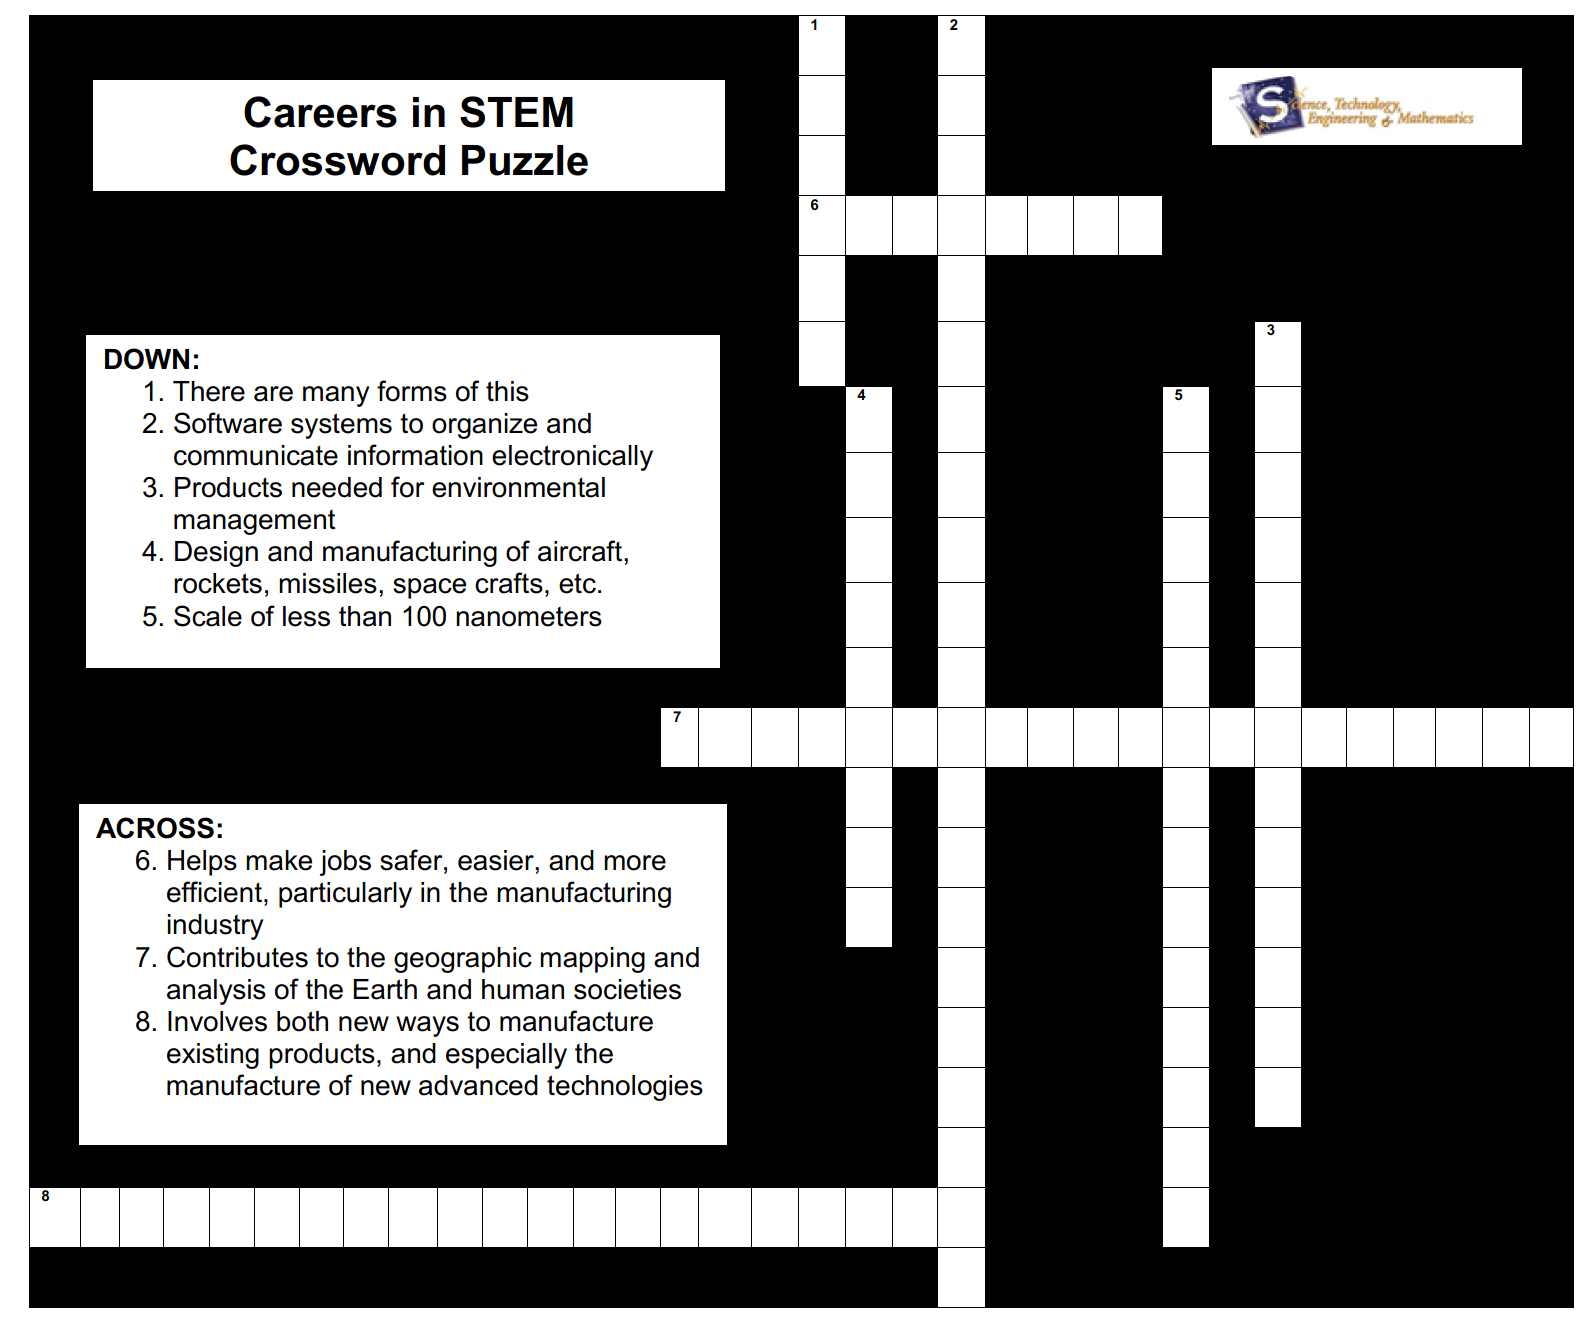 1
2
Careers in STEM
Crossword Puzzle
Science, Technology,
Engineering & Mathematics
6
3
DOWN:
1. There are many forms of this
2. Software systems to organize and
communicate information electronically
3. Products needed for environmental
management
4. Design and manufacturing of aircraft,
rockets, missiles, space crafts, etc.
5. Scale of less than 100 nanometers
4
5
7
ACROSS:
6. Helps make jobs safer, easier, and more
efficient, particularly in the manufacturing
industry
7. Contributes to the geographic mapping and
analysis of the Earth and human societies
8. Involves both new ways to manufacture
existing products, and especially the
manufacture of new advanced technologies
8